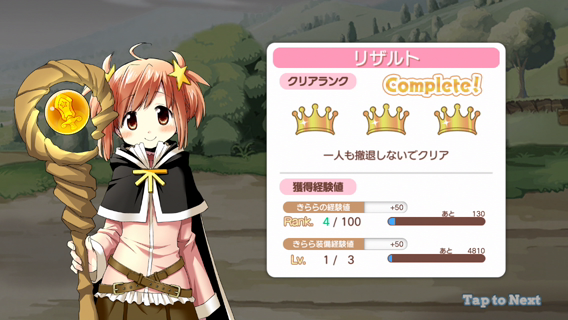 リザルト
クリアランク
Complete!
一人も撤退しないでクリア
獲得経験値
きららの経験値 +50
あと 130
Rank. 4 / 100
きらら装備経験値 +50
あと 4810
Lv. 1 / 3
Tap to Next